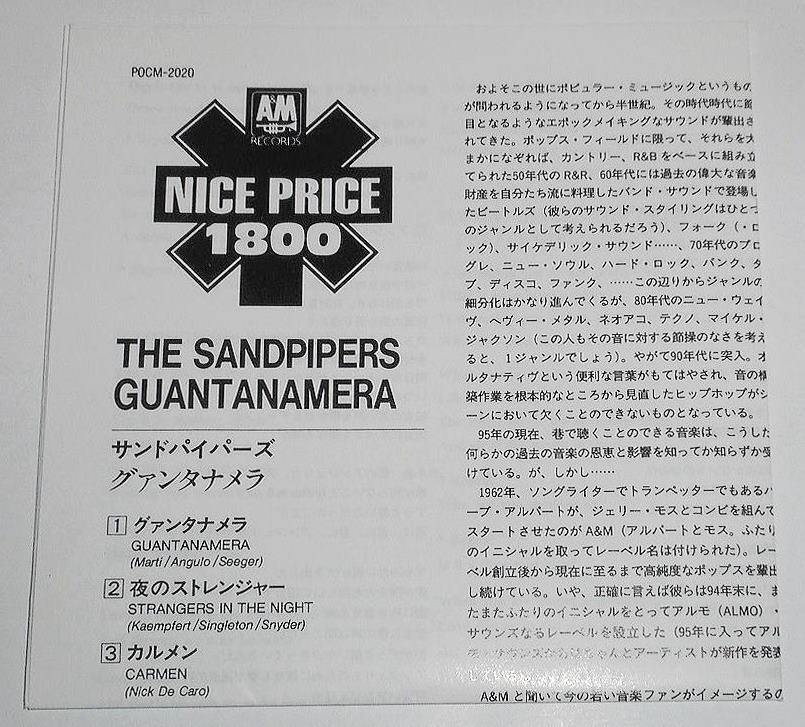 POCM-2020
A&M
RECORDS
NICE PRICE
1800
THE SANDPIPERS
GUANTANAMERA
サンドパイパーズ
グァンタナメラ
1 グァンタナメラ
GUANTANAMERA
(Marti/Angulo/Seeger)
2 夜のストレンジャー
STRANGERS IN THE NIGHT
(Kaempfert/Singleton/Snyder)
3 カルメン
CARMEN
(Nick De Caro)
およそこの世にポピュラー・ミュージックというもの
が問われるようになってから半世紀。その時代時代に節
目となるようなエポックメイキングなサウンドが輩出さ
れてきた。ポップス・フィールドに限って、それらを大
まかになぞれば、カントリー、R&Bをベースに組み立
てられた50年代のR&R、60年代には過去の偉大な音楽
財産を自分たち流に料理したバンド・サウンドで登場し
たビートルズ（彼らのサウンド・スタイリングはひとつ
のジャンルとして考えられるだろう）、フォーク（・ロ
ック）、サイケデリック・サウンド……、70年代のプロ
グレ、ニュー・ソウル、ハード・ロック、パンク、ダ
ブ、ディスコ、ファンク、……この辺りからジャンルの
細分化はかなり進んでくるが、80年代のニュー・ウェイ
ヴ、ヘヴィー・メタル、ネオアコ、テクノ、マイケル・
ジャクソン（この人もその音に対する節操のなさを考え
ると、1ジャンルでしょう）。やがて90年代に突入。オ
ルタナティヴという便利な言葉がもてはやされ、音の構
築作業を根本的なところから見直したヒップホップがシ
ーンにおいて欠くことのできないものとなっている。
95年の現在、巷で聴くことのできる音楽は、こうした
何らかの過去の音楽の恩恵と影響を知ってか知らずか受
けている。が、しかし……
1962年、ソングライターでトランペッターでもあるハ
ーブ・アルパートが、ジェリー・モスとコンビを組んで
スタートさせたのがA&M（アルパートとモス。ふたり
のイニシャルを取ってレーベル名は付けられた）。レー
ベル創立後から現在に至るまで高純度なポップスを輩出
し続けている。いや、正確に言えば彼らは94年末に、ま
たまたふたりのイニシャルをとってアルモ（ALMO）・
サウンズなるレーベルを設立した（95年に入ってアル
とアーティストが新作を発表
している
A&Mと聞いて今の若い音楽ファンがイメージするの